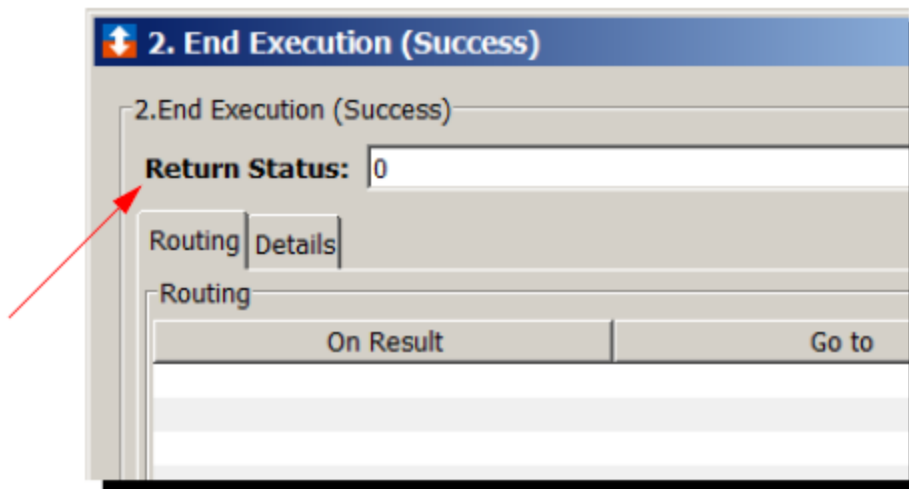 2. End Execution (Success)
2.End Execution (Success)
Return Status: 0
Routing Details
Routing
On Result Go to